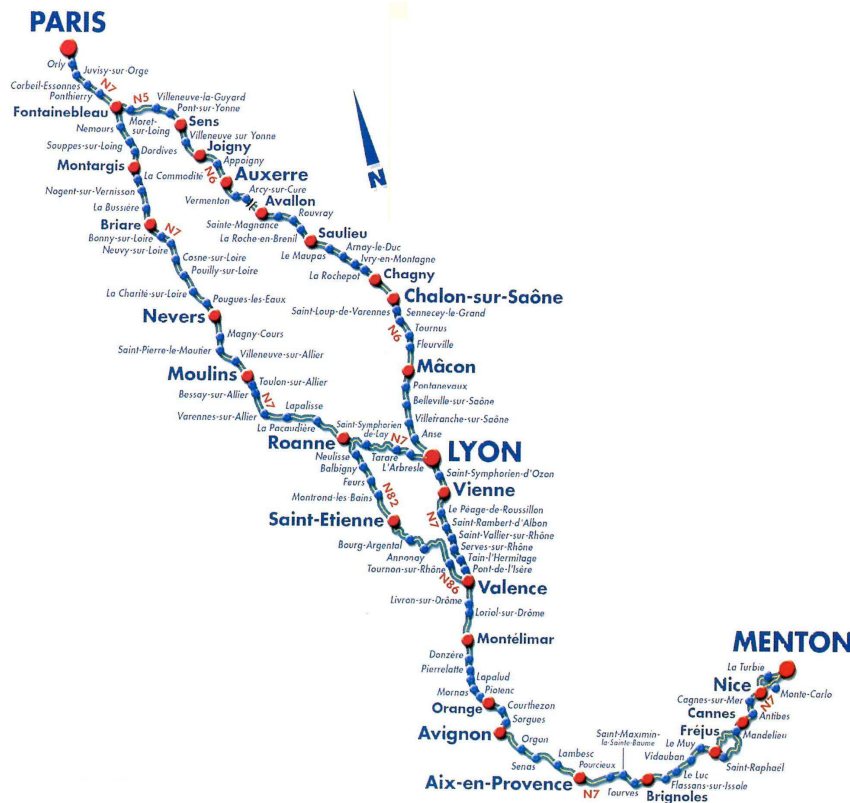 PARIS
Orly
Juvisy-sur-Orge
Corbeil-Essonnes
N7
Ponthierry
N5
Villeneuve-la-Guyard
Fontainebleau
Moret-
sur-Loing
Pont-sur-Yonne
Sens
Nemours
Villeneuve sur Yonne
Souppes-sur-Loing
Dordives
Joigny
Appoigny
Montargis
La Commodité
N6
Auxerre
Nogent-sur-Vernisson
Vermenton
Arcy-sur-Cure
Avallon
N
La Bussière
Sainte-Magnance
Rouvray
Briare
N7
La Roche-en-Brenil
Saulieu
Bonny-sur-Loire
Neuvy-sur-Loire
Le Maupas
Arnay-le-Duc
Ivry-en-Montagne
Cosne-sur-Loire
Pouilly-sur-Loire
La Rochepot
Chagny
La Charité-sur-Loire
Pougues-les-Eaux
Chalon-sur-Saône
Saint-Loup-de-Varennes
Sennecey-le-Grand
Nevers
N6
Tournus
Magny-Cours
Fleurville
Saint-Pierre-le-Moutier
Villeneuve-sur-Allier
Mâcon
Moulins
Toulon-sur-Allier
Pontanevaux
Bessay-sur-Allier
N7
Belleville-sur-Saône
Varennes-sur-Allier
Lapalisse
La Pacaudière
Villefranche-sur-Saône
Saint-Symphorien
de-Lay
N7
Anse
Roanne
LYON
Neulisse
Tarare
L'Arbresle
Balbigny
Saint-Symphorien-d'Ozon
Feurs
N82
Vienne
Montrond-les-Bains
Le Péage-de-Roussillon
Saint-Etienne
N7
Saint-Rambert-d'Albon
Saint-Vallier-sur-Rhône
Bourg-Argental
Serves-sur-Rhône
Annonay
Tain-l'Hermitage
Tournon-sur-Rhône
Pont-de-l'Isère
N86
Valence
Livron-sur-Drôme
Loriol-sur-Drôme
Montélimar
MENTON
Donzère
Pierrelatte
La Turbie
Lapalud
Nice
Monte-Carlo
Mornas
Piolenc
Cagnes-sur-Mer
N7
Orange
Courthezon
Cannes
Antibes
Sorgues
Avignon
Saint-Maximin-
la-Sainte-Baume
Fréjus
Mandelieu
Orgon
Le Muy
Senas
Lambesc
Vidauban
Saint-Raphaël
Pourcieux
Le Luc
Aix-en-Provence
N7
Tourves
Brignoles
Flassans-sur-Issole